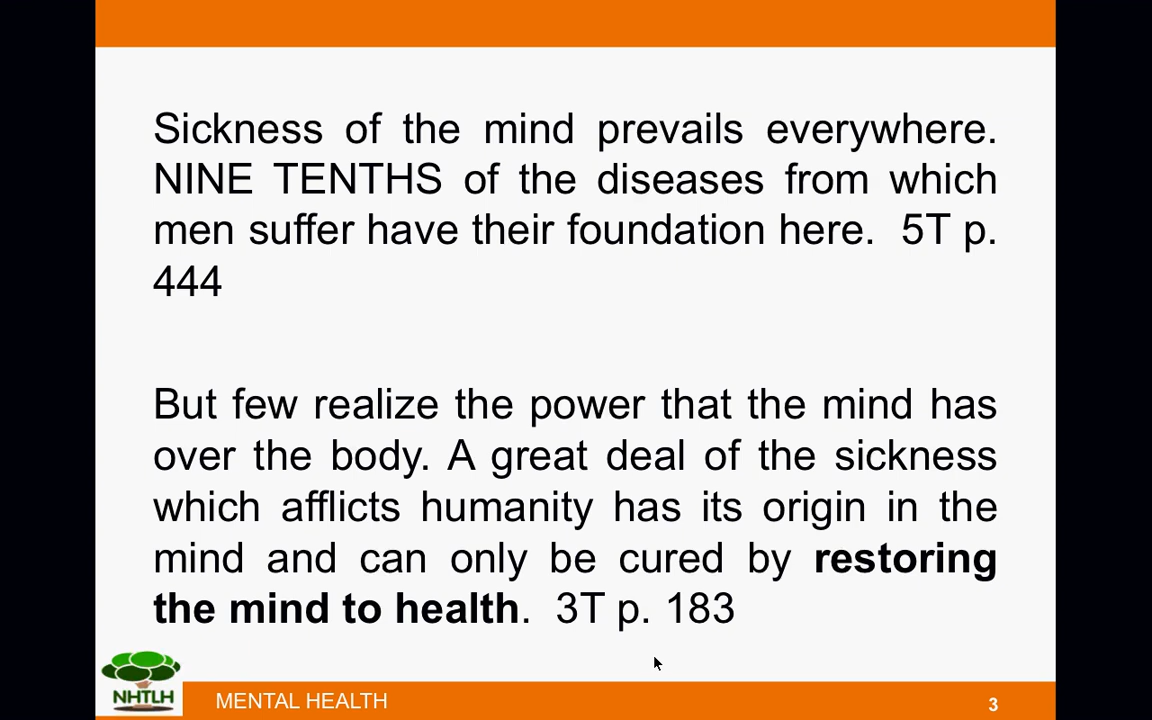 Sickness of the mind prevails everywhere.
NINE TENTHS of the diseases from which
men suffer have their foundation here. 5T p.
444
But few realize the power that the mind has
over the body. A great deal of the sickness
which afflicts humanity has its origin in the
mind and can only be cured by restoring
the mind to health. 3T p. 183
NHTLH
MENTAL HEALTH
3